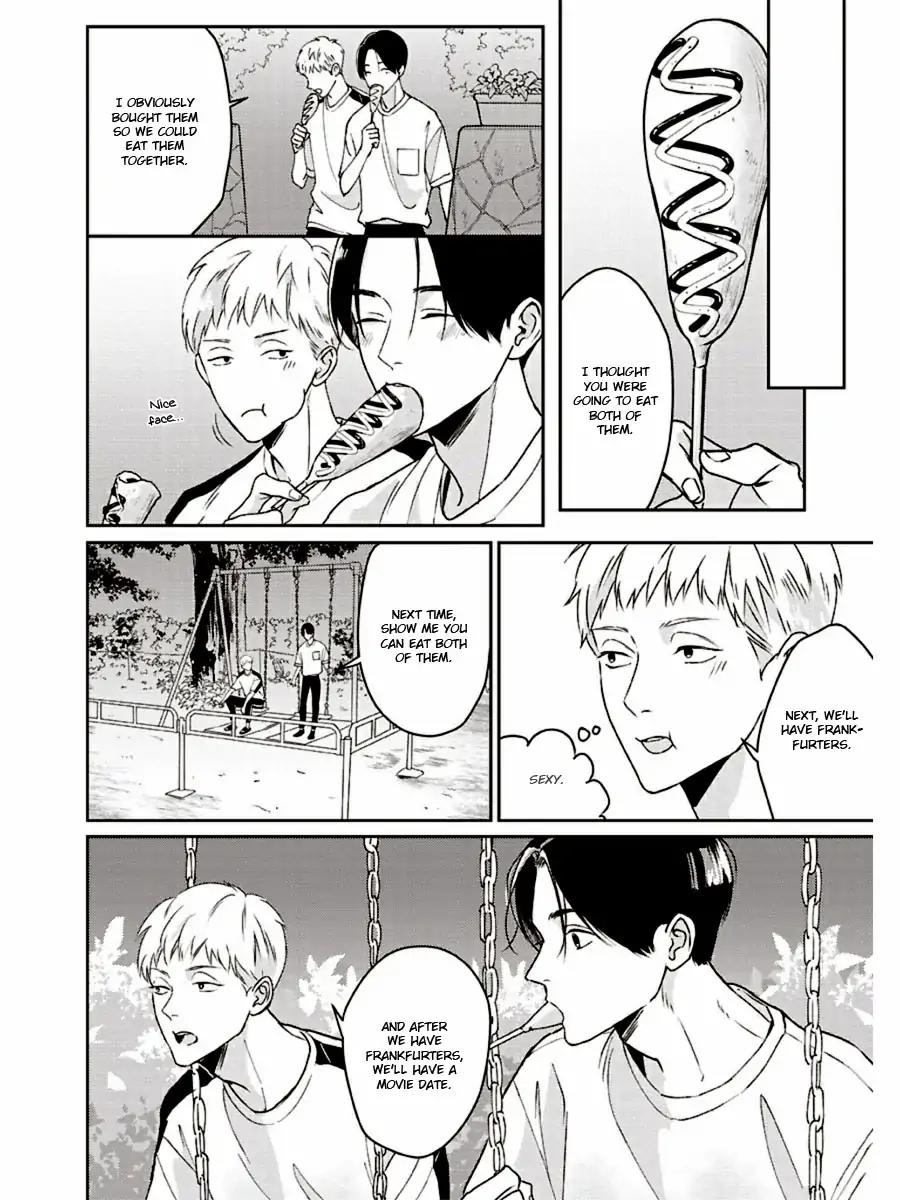 I THOUGHT
YOU WERE
GOING TO EAT
BOTH OF
THEM.
I OBVIOUSLY
BOUGHT THEM
SO WE COULD
EAT THEM
TOGETHER.
Nice
face...
NEXT, WE'LL
HAVE FRANK-
FURTERS.
SEXY.
NEXT TIME,
SHOW ME YOU
CAN EAT BOTH
OF THEM.
AND AFTER
WE HAVE
FRANKFURTERS,
WE'LL HAVE A
MOVIE DATE.